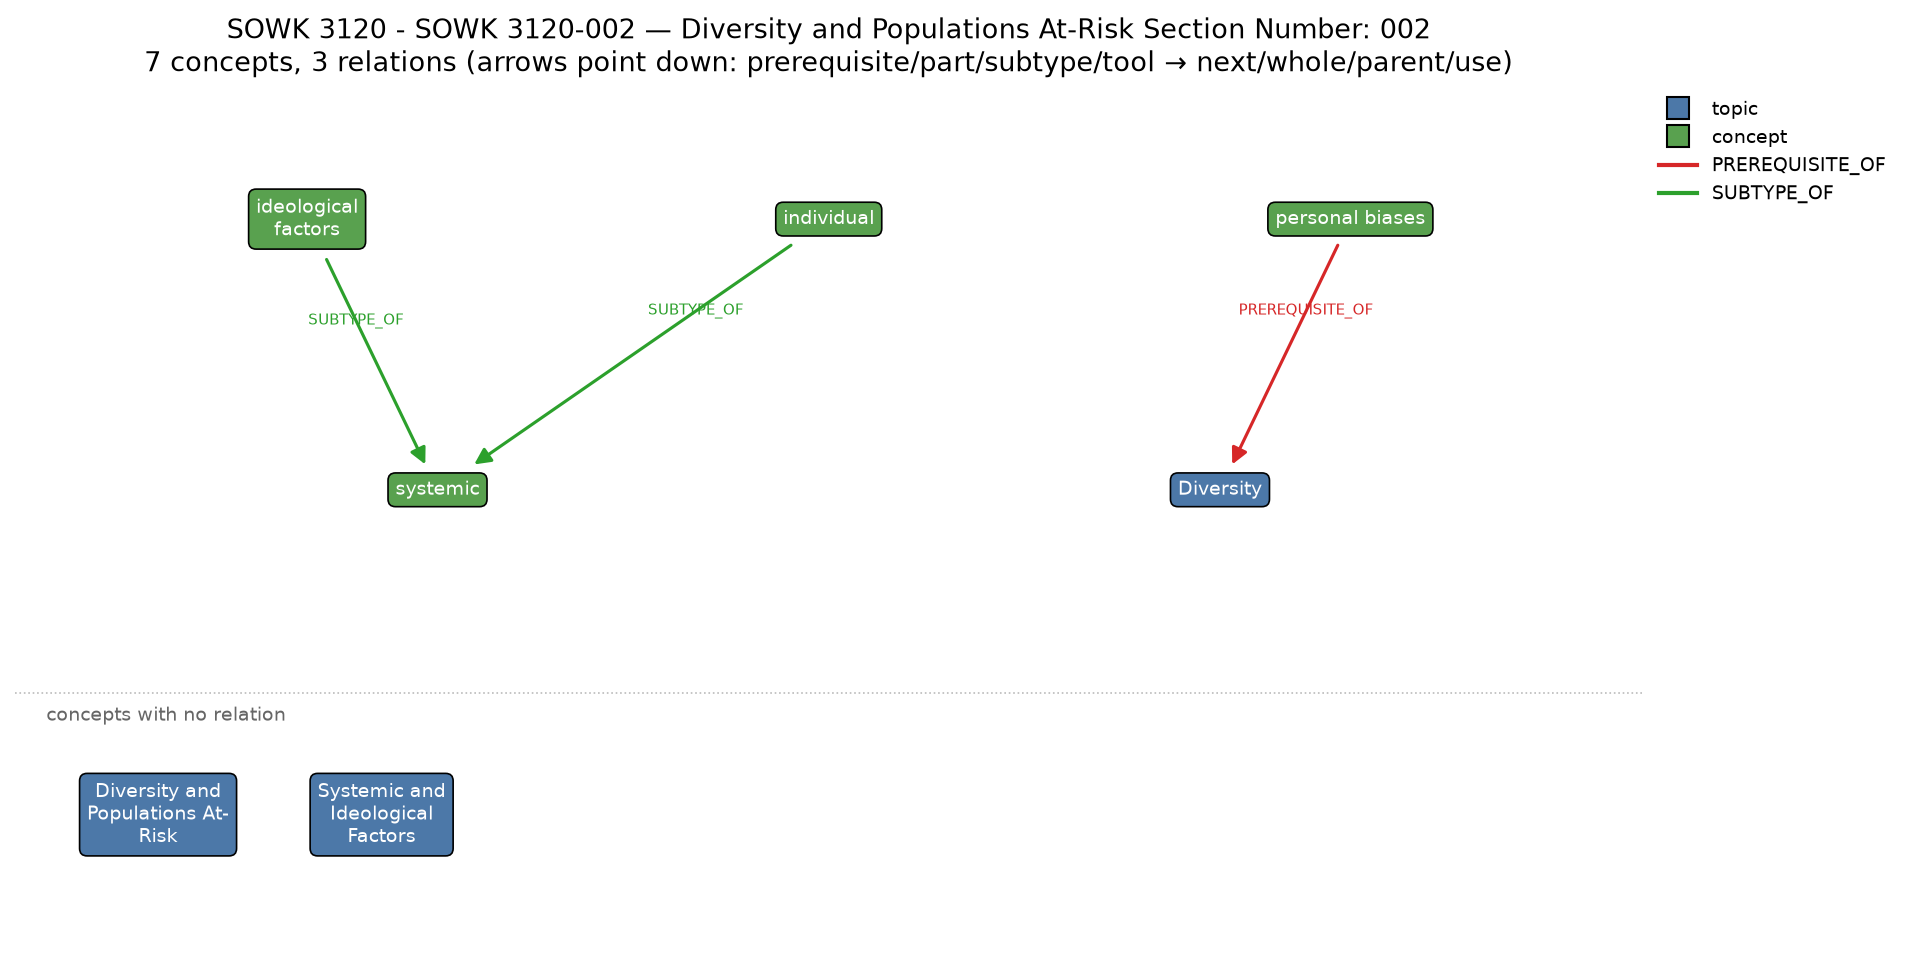 SOWK 3120 - SOWK 3120-002 — Diversity and Populations At-Risk Section Number: 002
7 concepts, 3 relations (arrows point down: prerequisite/part/subtype/tool → next/whole/parent/use)
topic
concept
PREREQUISITE_OF
SUBTYPE_OF
ideological
factors
individual
personal biases
SUBTYPE_OF
SUBTYPE_OF
PREREQUISITE_OF
systemic
Diversity
concepts with no relation
Diversity and
Populations At-
Risk
Systemic and
Ideological
Factors